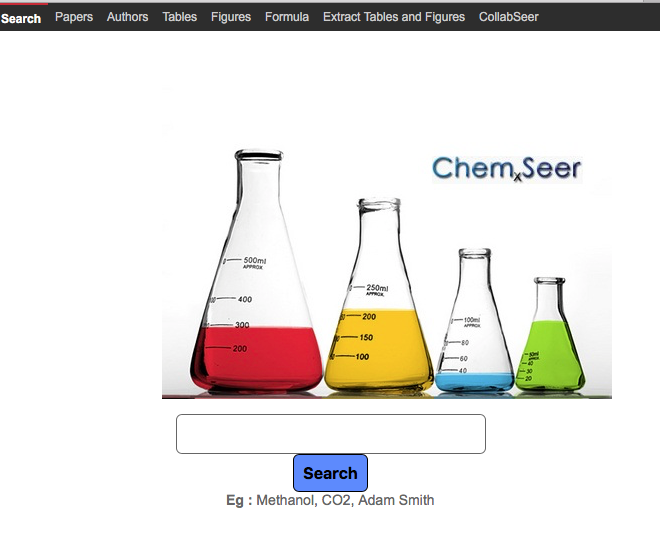 Search Papers Authors Tables Figures Formula Extract Tables and Figures CollabSeer
ChemxSeer
500ml
APPROX
400
300
200
250ml
APPROX.
200
150
100
100ml
APPROX.
80
60
40
50ml
APPROX.
40
30
20
Search
Eg : Methanol, CO2, Adam Smith